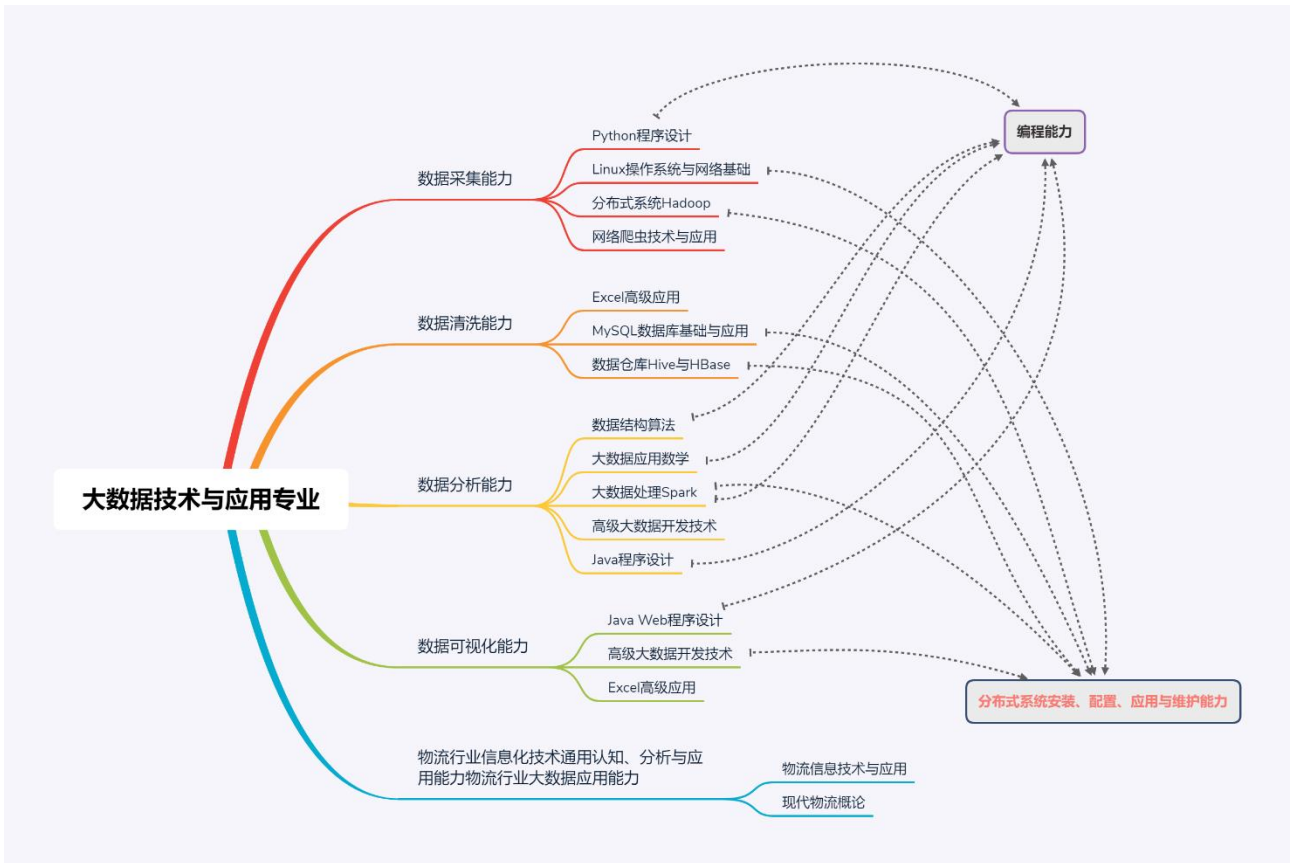 编程能力
Python程序设计
Linux操作系统与网络基础
数据采集能力
分布式系统Hadoop
网络爬虫技术与应用
Excel高级应用
数据清洗能力
MySQL数据库基础与应用
数据仓库Hive与HBase
数据结构算法
大数据应用数学
大数据技术与应用专业
数据分析能力
大数据处理Spark
高级大数据开发技术
Java程序设计
Java Web程序设计
数据可视化能力
高级大数据开发技术
Excel高级应用
分布式系统安装、配置、应用与维护能力
物流行业信息化技术通用认知、分析与应
用能力物流行业大数据应用能力
物流信息技术与应用
现代物流概论